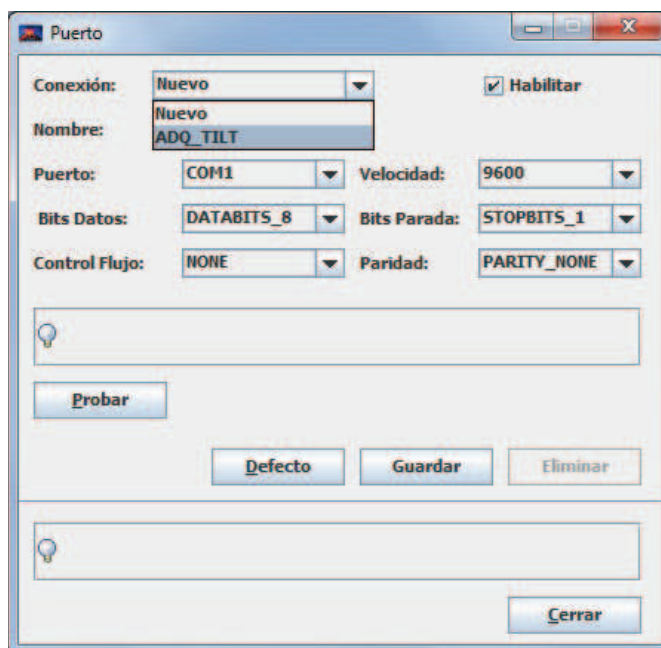 Puerto
Conexión: Nuevo Habilitar
Nuevo
Nombre: ADQ_TILT
Puerto: COM1 Velocidad: 9600
Bits Datos: DATABITS_8 Bits Parada: STOPBITS_1
Control Flujo: NONE Paridad: PARITY_NONE
Probar
Defecto Guardar Eliminar
Cerrar